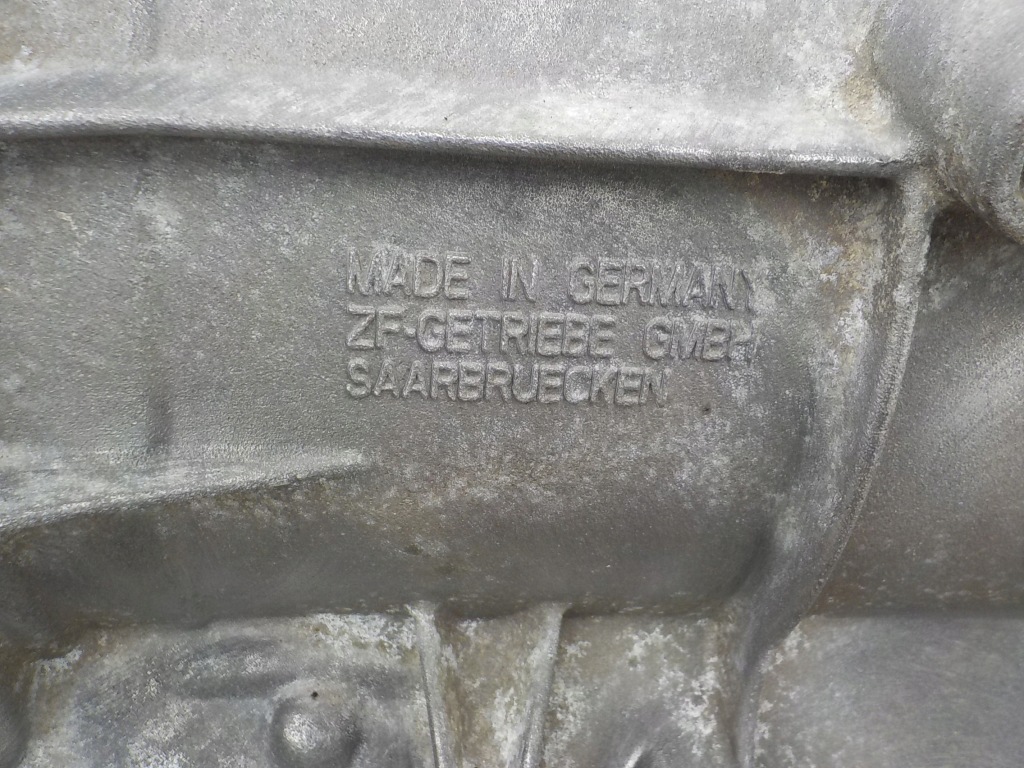 MADE IN GERMANY
ZF-GETRIEBE GMBH
SAARBRUECKEN